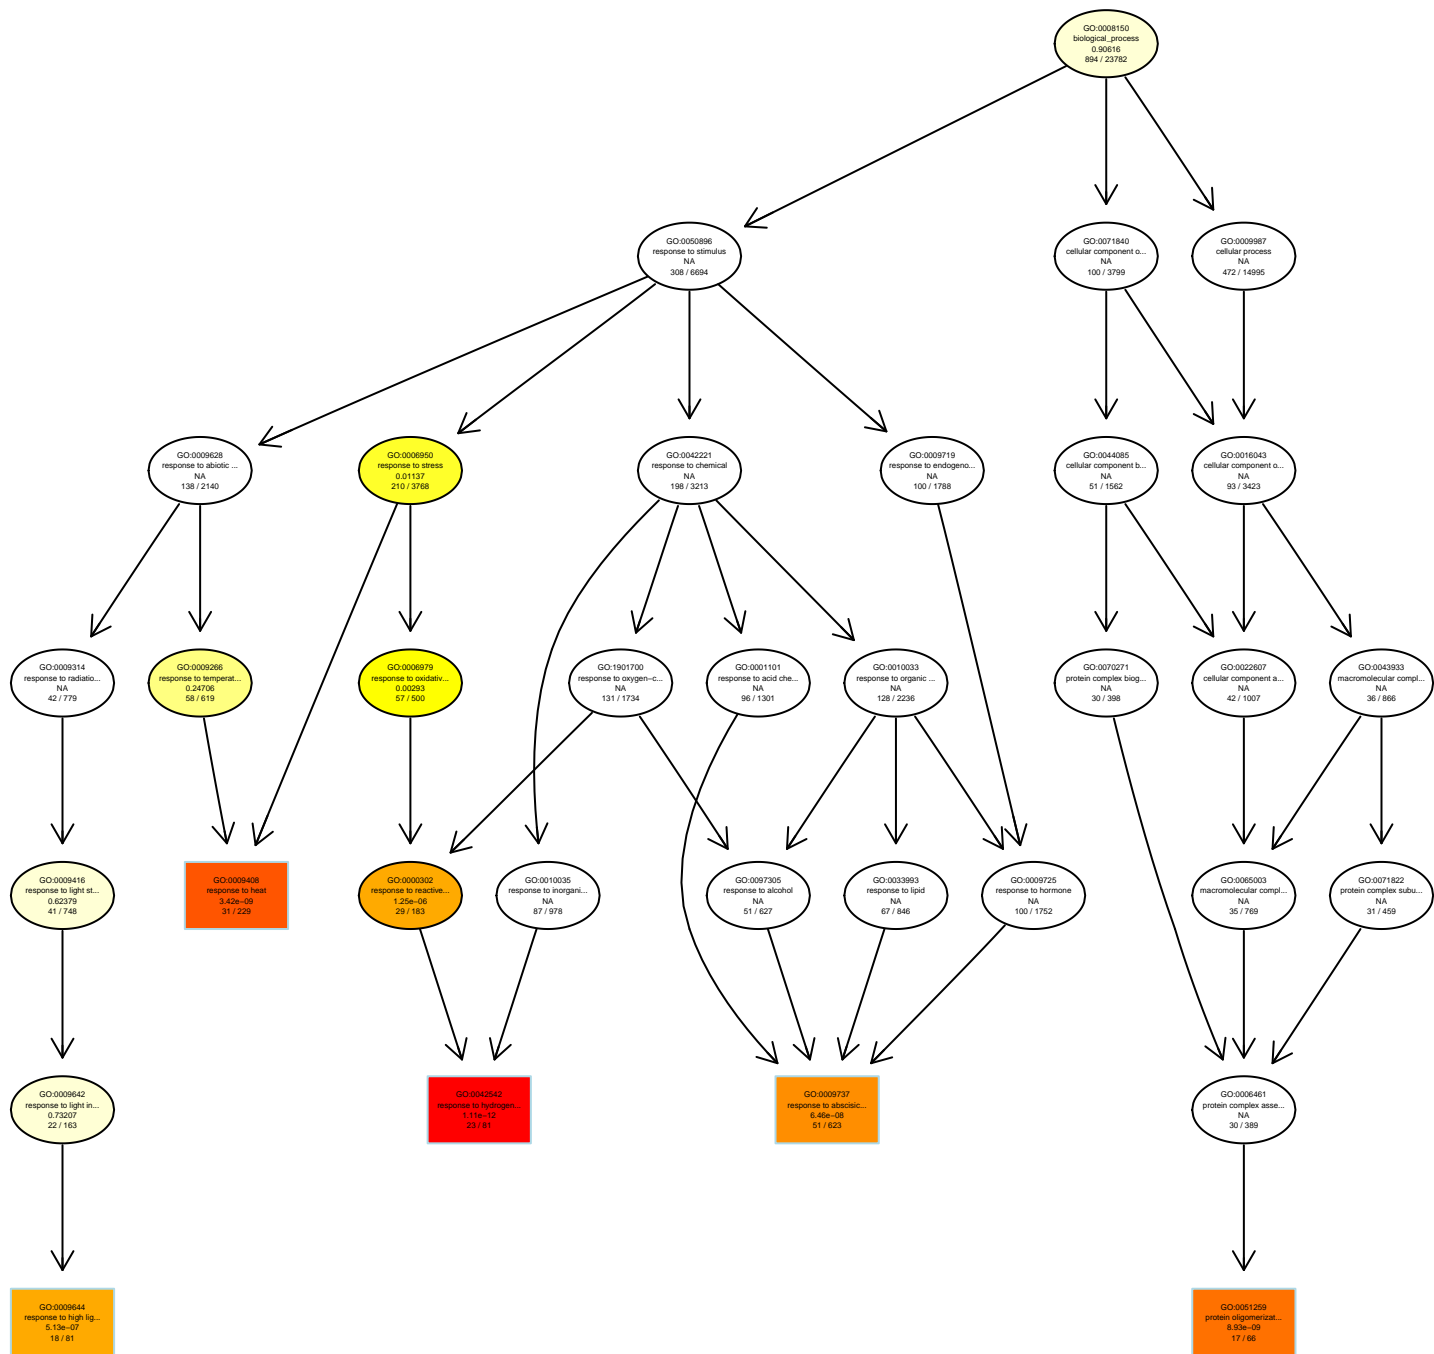 GO:0008150
biological_process
0.90616
894 / 23782
GO:0050896
response to stimulus
NA
308 / 6694
GO:0071840
cellular component o...
NA
100 / 3799
GO:0009987
cellular process
NA
472 / 14995
GO:0009628
response to abiotic ...
NA
138 / 2140
GO:0006950
response to stress
0.01137
210 / 3768
GO:0042221
response to chemical
NA
198 / 3213
GO:0009719
response to endogeno...
NA
100 / 1788
GO:0044085
cellular component b...
NA
51 / 1562
GO:0016043
cellular component o...
NA
93 / 3423
GO:0009314
response to radiatio...
NA
42 / 779
GO:0009266
response to temperat...
0.24706
58 / 619
GO:0006979
response to oxidativ...
0.00293
57 / 500
GO:1901700
response to oxygen−c...
NA
131 / 1734
GO:0001101
response to acid che...
NA
96 / 1301
GO:0010033
response to organic ...
NA
128 / 2236
GO:0070271
protein complex biog...
NA
30 / 398
GO:0022607
cellular component a...
NA
42 / 1007
GO:0043933
macromolecular compl...
NA
36 / 866
GO:0009416
response to light st...
0.62379
41 / 748
GO:0009408
response to heat
3.42e−09
31 / 229
GO:0000302
response to reactive...
1.25e−06
29 / 183
GO:0010035
response to inorgani...
NA
87 / 978
GO:0097305
response to alcohol
NA
51 / 627
GO:0033993
response to lipid
NA
67 / 846
GO:0009725
response to hormone
NA
100 / 1752
GO:0065003
macromolecular compl...
NA
35 / 769
GO:0071822
protein complex subu...
NA
31 / 459
GO:0009642
response to light in...
0.73207
22 / 163
GO:0042542
response to hydrogen...
1.11e−12
23 / 81
GO:0009737
response to abscisic...
6.46e−08
51 / 623
GO:0006461
protein complex asse...
NA
30 / 389
GO:0009644
response to high lig...
5.13e−07
18 / 81
GO:0051259
protein oligomerizat...
8.93e−09
17 / 66